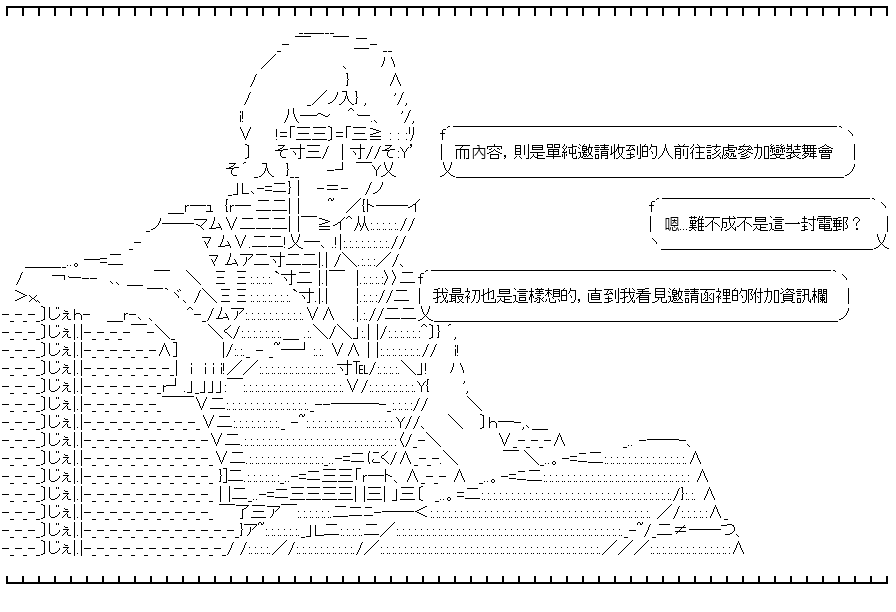 而內容，則是單純邀請收到的人前往該處參加變裝舞會
嗯...難不成不是這一封電郵？
我最初也是這樣想的，直到我看見邀請函裡的附加資訊欄